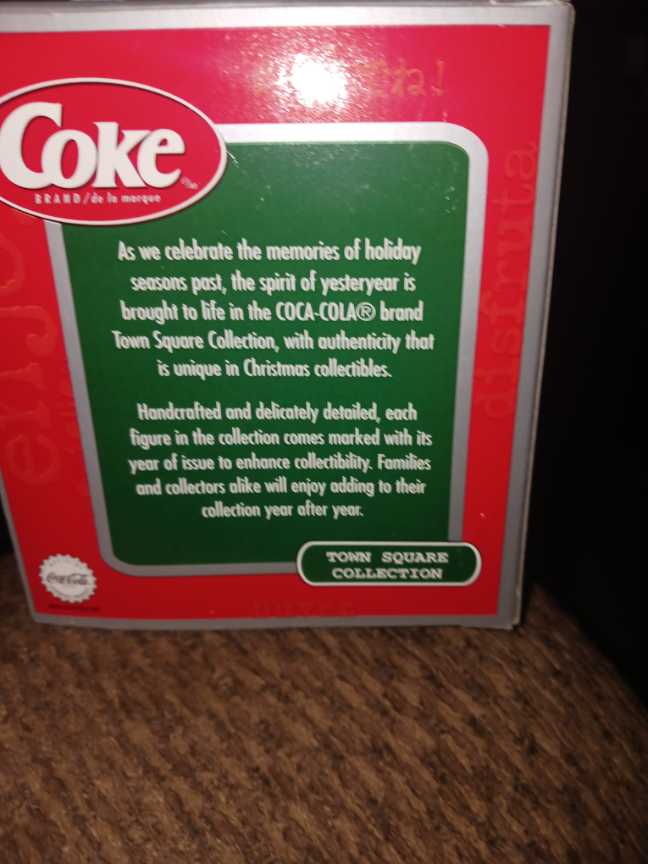 Coke
BRAND/de la marque
As we celebrate the memories of holiday
seasons past, the spirit of yesteryear is
brought to life in the COCA-COLA® brand
Town Square Collection, with authenticity that
is unique in Christmas collectibles.
Handcrafted and delicately detailed, each
figure in the collection comes marked with its
year of issue to enhance collectibility. Families
and collectors alike will enjoy adding to their
collection year after year.
TOWN SQUARE
COLLECTION
Coca-Cola
enjoy
disfruta